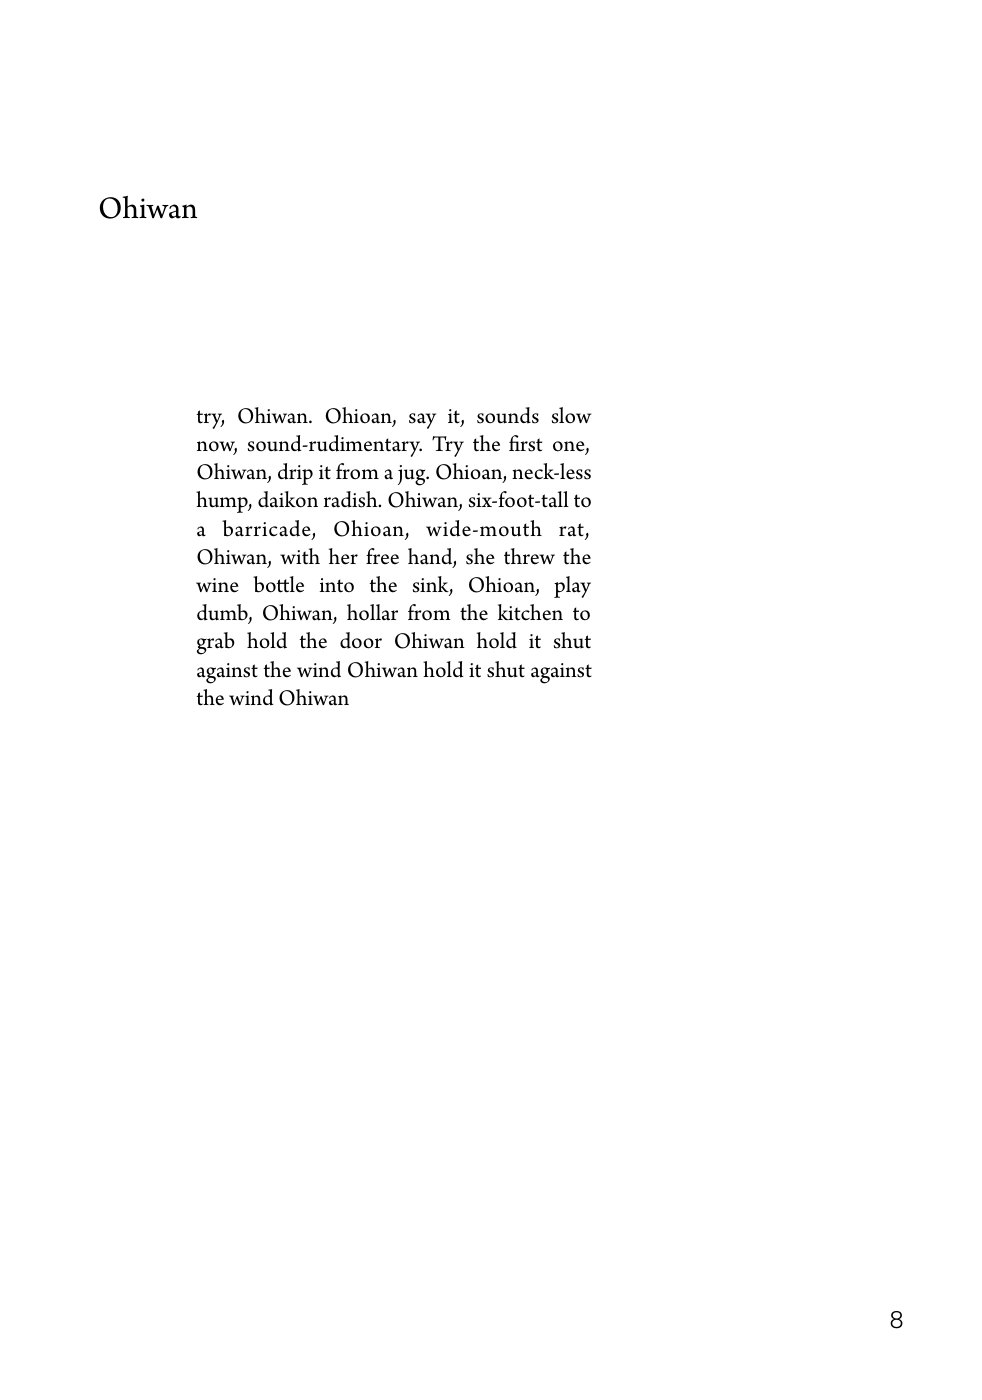 Ohiwan
try, Ohiwan. Ohioan, say it, sounds slow
now, sound-rudimentary. Try the first one,
Ohiwan, drip it from a jug. Ohioan, neck-less
hump, daikon radish. Ohiwan, six-foot-tall to
a barricade, Ohioan, wide-mouth rat,
Ohiwan, with her free hand, she threw the
wine bottle into the sink, Ohioan, play
dumb, Ohiwan, hollar from the kitchen to
grab hold the door Ohiwan hold it shut
against the wind Ohiwan hold it shut against
the wind Ohiwan
8